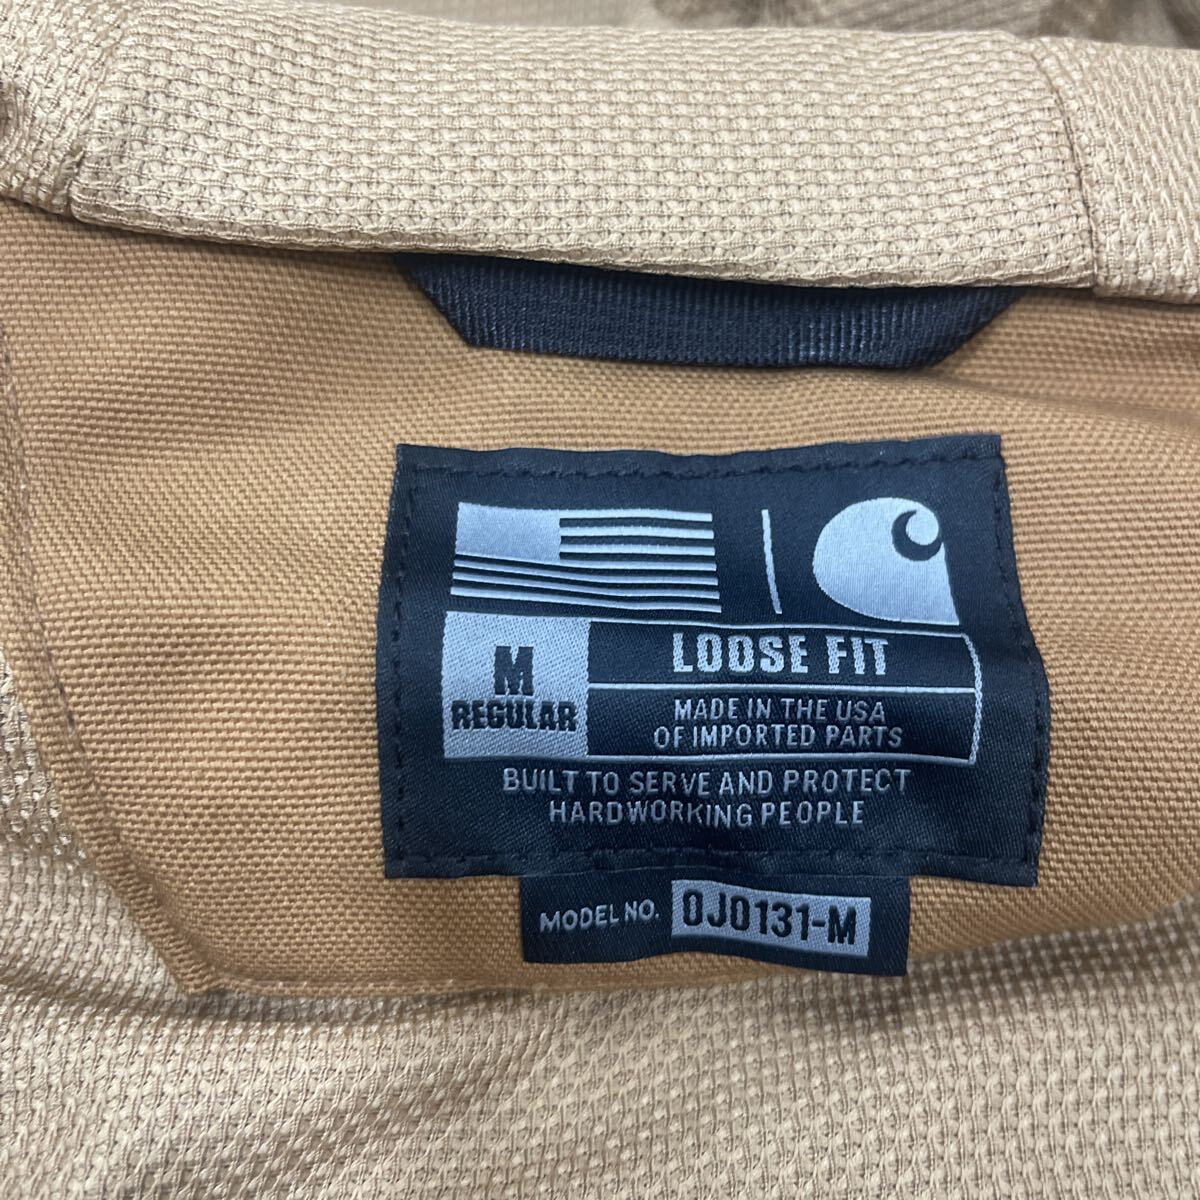 M
REGULAR
LOOSE FIT
MADE IN THE USA
OF IMPORTED PARTS
BUILT TO SERVE AND PROTECT
HARDWORKING PEOPLE
MODEL NO. OJ0131-M